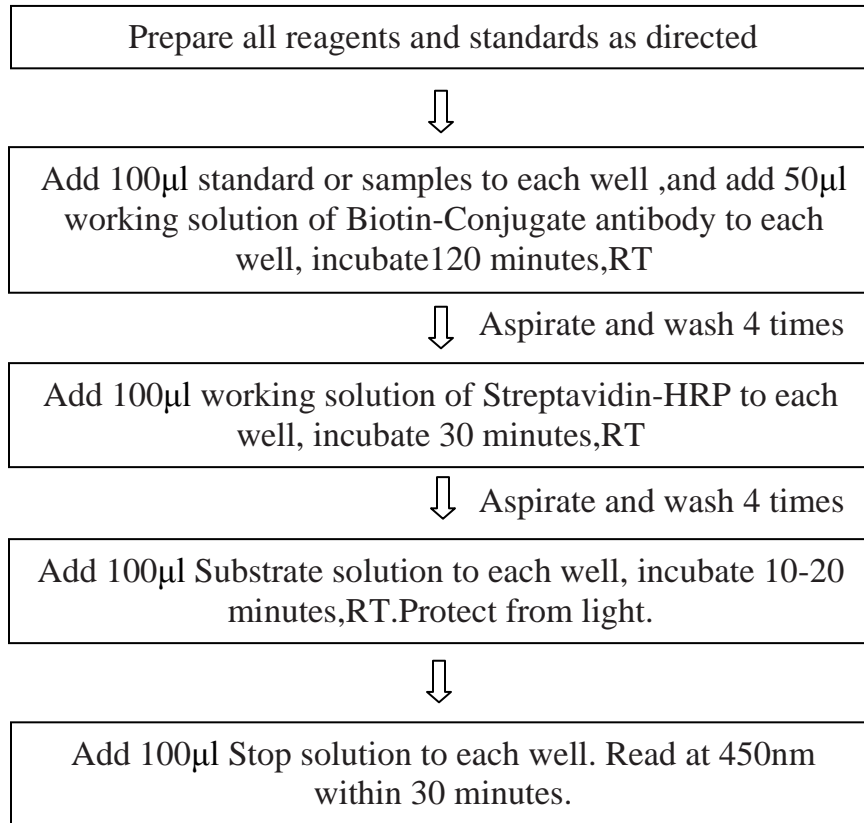 Prepare all reagents and standards as directed
Add 100μl standard or samples to each well ,and add 50μl
working solution of Biotin-Conjugate antibody to each
well, incubate120 minutes,RT
Aspirate and wash 4 times
Add 100μl working solution of Streptavidin-HRP to each
well, incubate 30 minutes,RT
Aspirate and wash 4 times
Add 100μl Substrate solution to each well, incubate 10-20
minutes,RT.Protect from light.
Add 100μl Stop solution to each well. Read at 450nm
within 30 minutes.